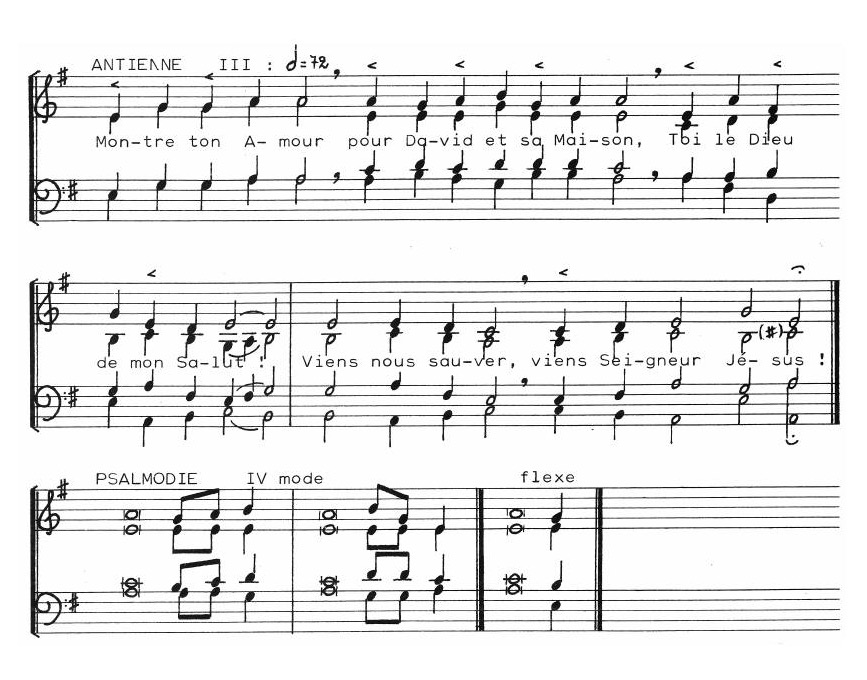 ANTIENNE III : 𝅗𝅥=72
Mon-tre ton A-mour pour Da-vid et sa Mai-son, Toi le Dieu
de mon Sa-lut ! Viens nous sau-ver, viens Sei-gneur Jé-sus !
PSALMODIE IV mode flexe